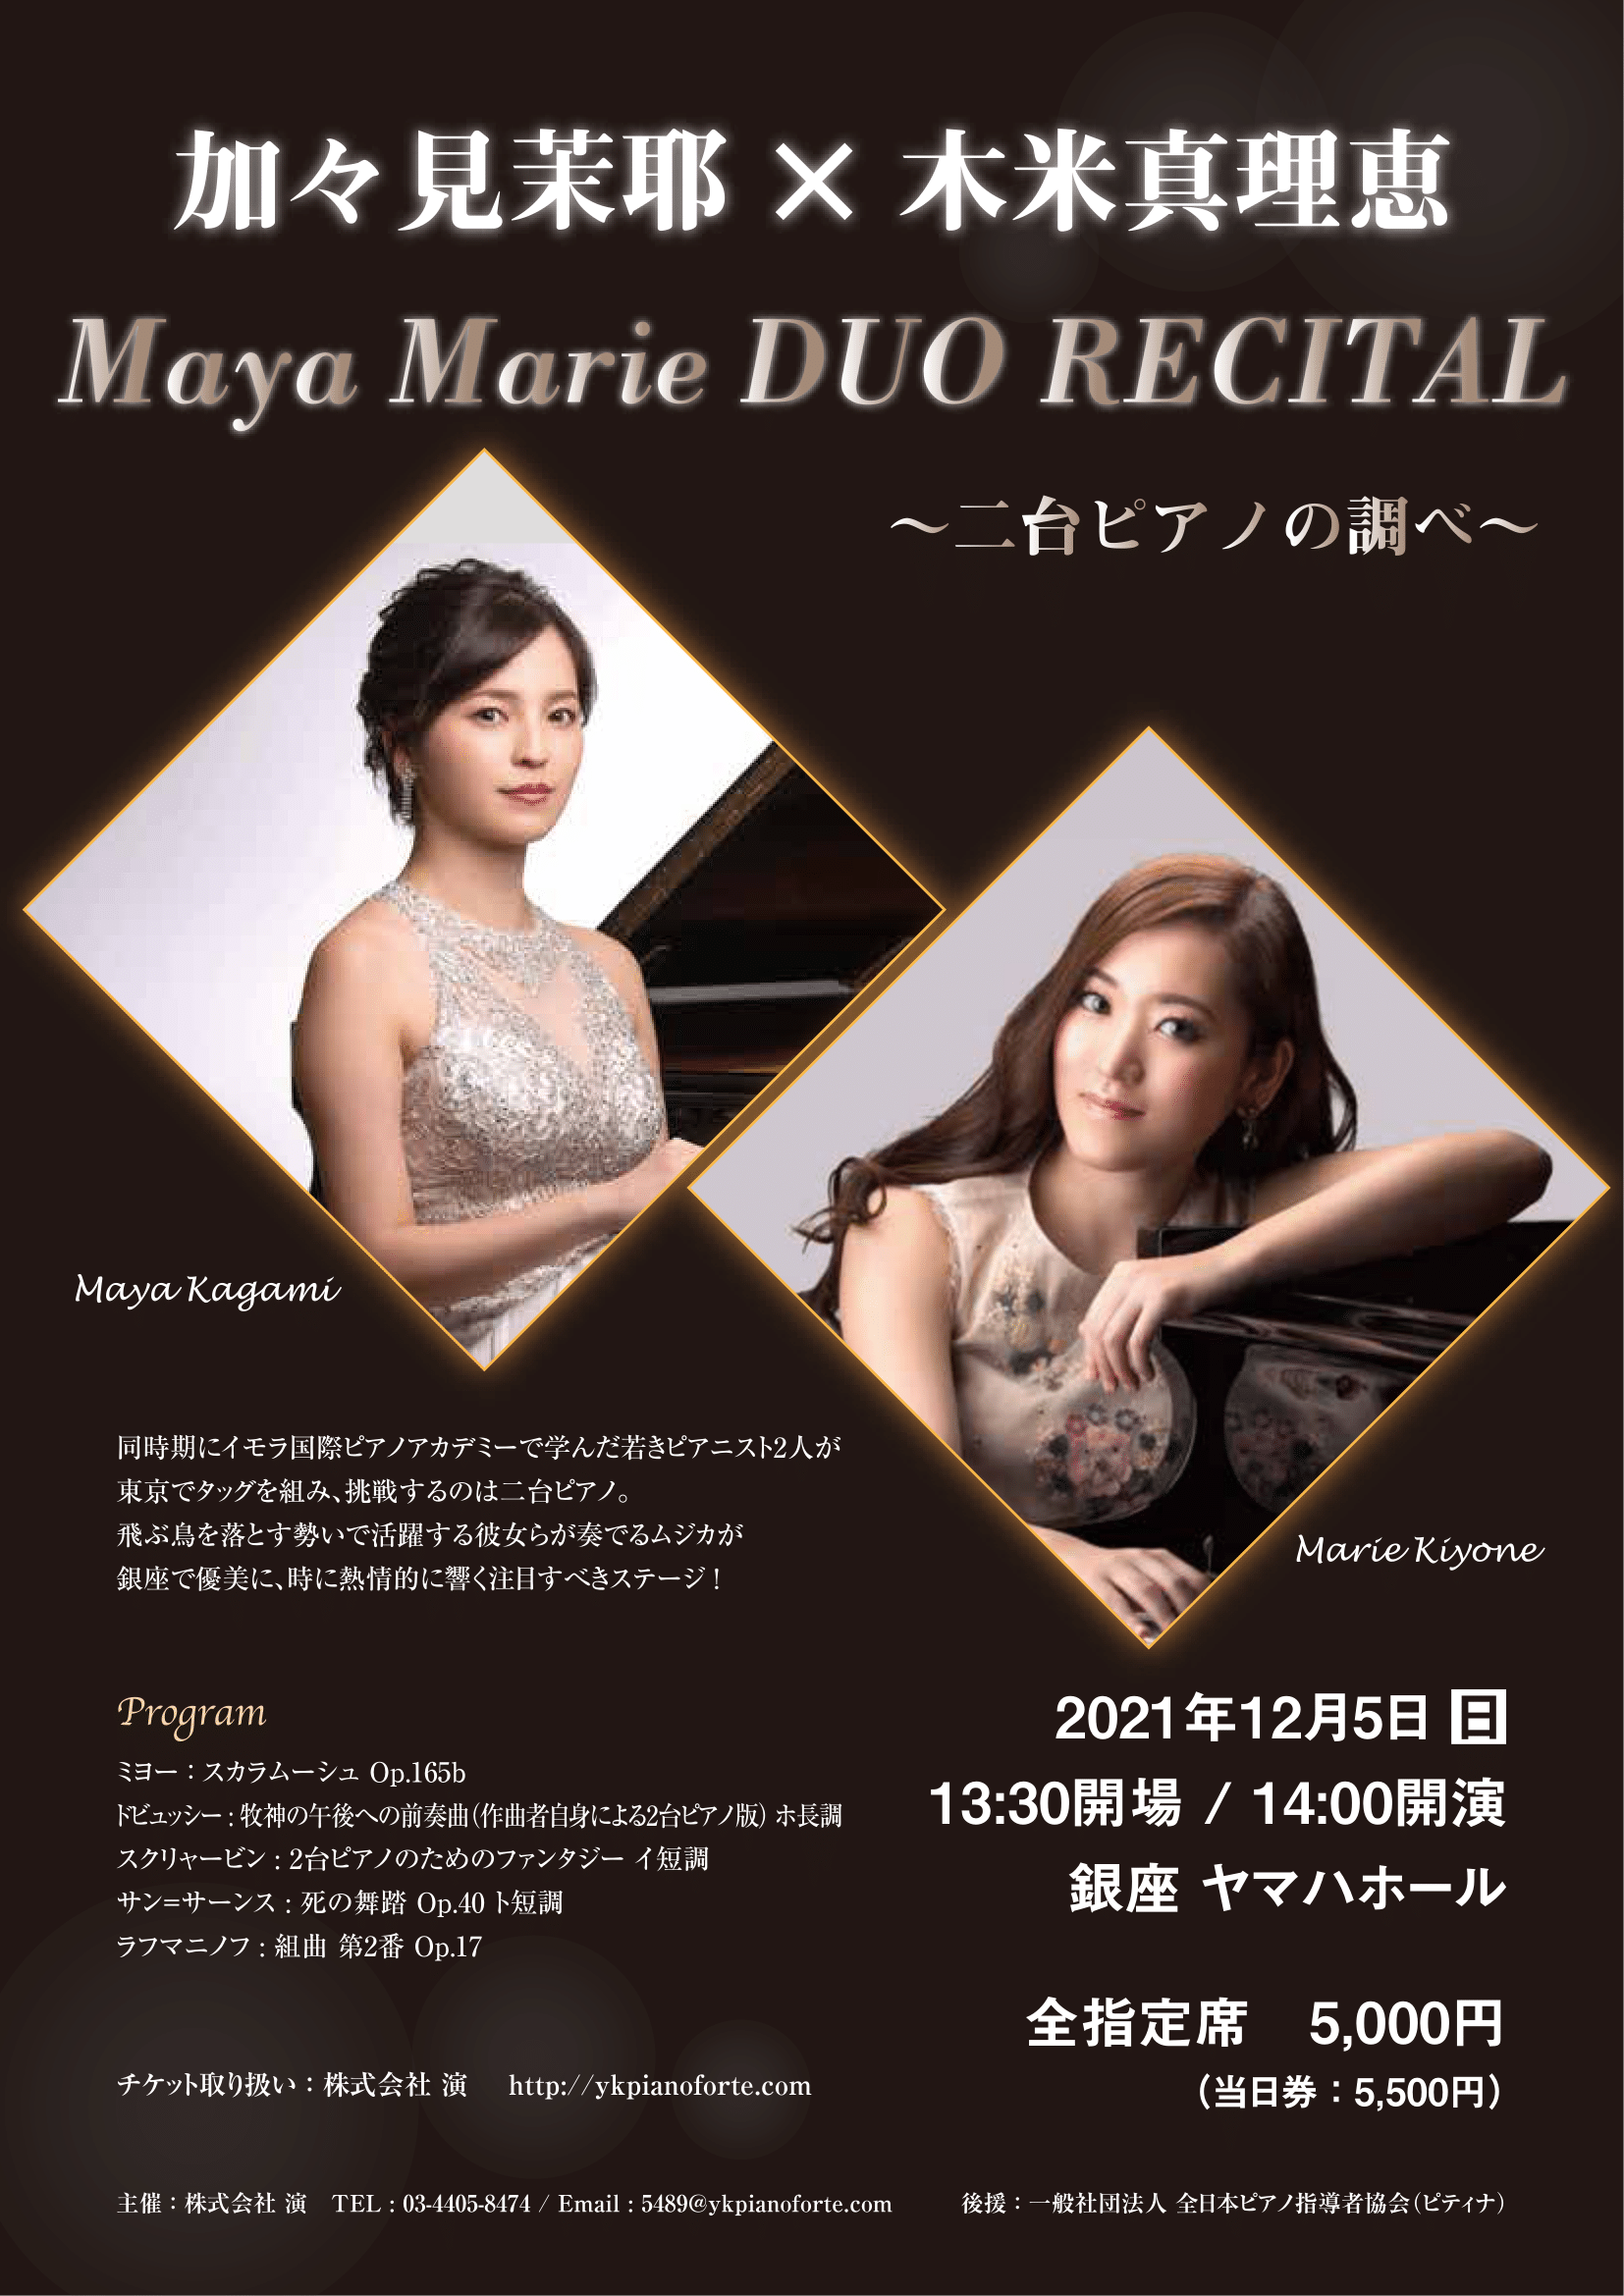 加々見茉耶 × 木米真理恵
Maya Marie DUO RECITAL
～二台ピアノの調べ～
Maya Kagami
同時期にイモラ国際ピアノアカデミーで学んだ若きピアニスト2人が
東京でタッグを組み、挑戦するのは二台ピアノ。
飛ぶ鳥を落とす勢いで活躍する彼女らが奏でるムジカが
銀座で優美に、時に熱情的に響く注目すべきステージ！
Marie Kiyone
Program
ミヨー：スカラムーシュ Op.165b
ドビュッシー：牧神の午後への前奏曲（作曲者自身による2台ピアノ版） ホ長調
スクリャービン：2台ピアノのためのファンタジー イ短調
サン=サーンス：死の舞踏 Op.40 ト短調
ラフマニノフ：組曲 第2番 Op.17
2021年12月5日 日
13:30開場 / 14:00開演
銀座 ヤマハホール
全指定席　5,000円
（当日券：5,500円）
チケット取り扱い：株式会社 演　http://ykpianoforte.com
主催：株式会社 演　TEL : 03-4405-8474 / Email : 5489@ykpianoforte.com　後援：一般社団法人 全日本ピアノ指導者協会（ピティナ）